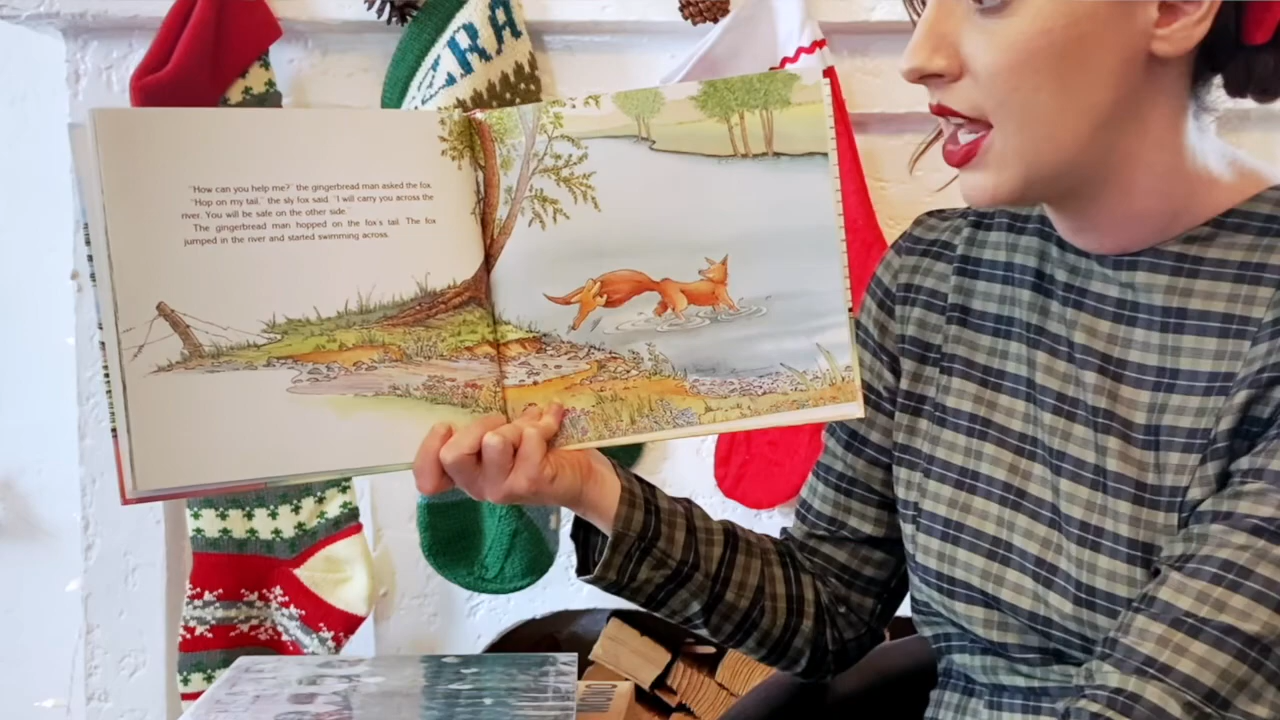 ZRA
"How can you help me?" the gingerbread man asked the fox.
"Hop on my tail," the sly fox said. "I will carry you across the
river. You will be safe on the other side."
The gingerbread man hopped on the fox's tail. The fox
jumped in the river and started swimming across.